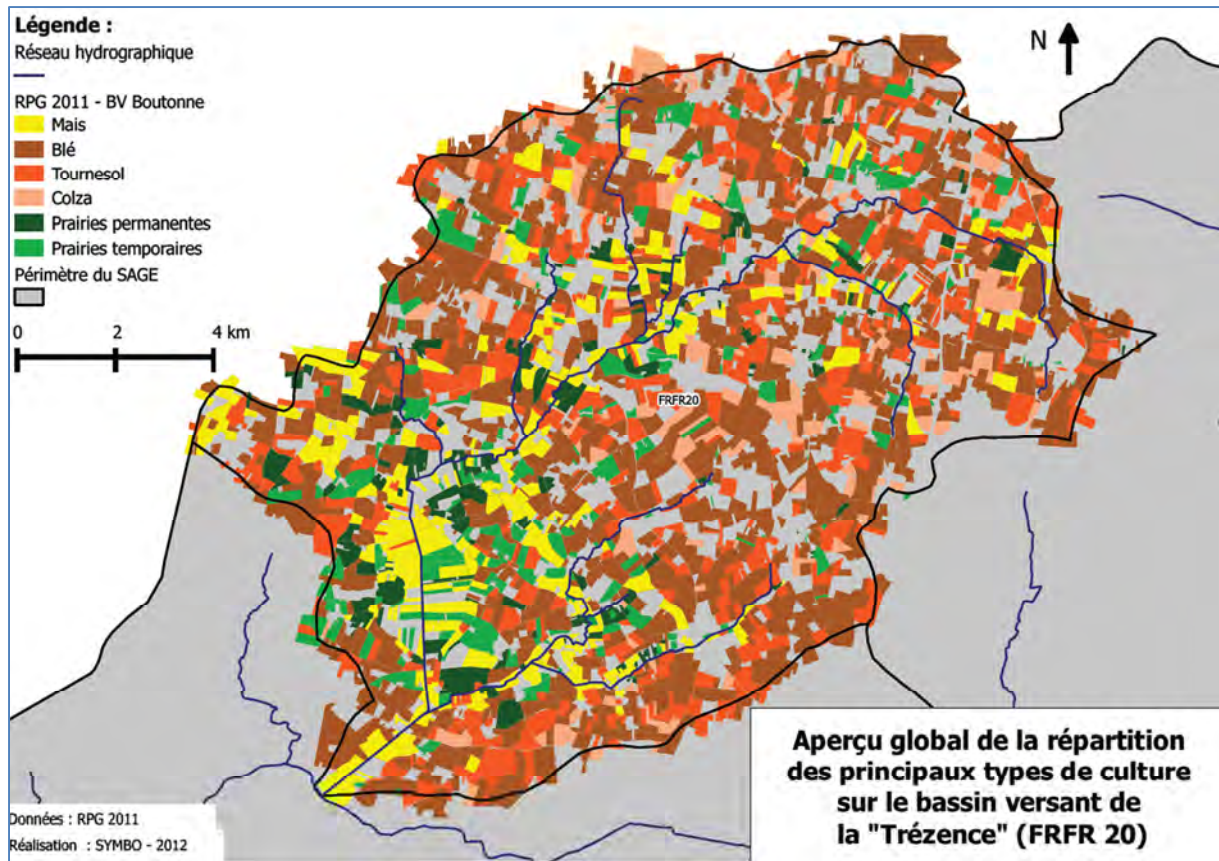 Légende :
Réseau hydrographique
RPG 2011 - BV Boutonne
Mais
Blé
Tournesol
Colza
Prairies permanentes
Prairies temporaires
Périmètre du SAGE
0 2 4 km
N
FRFR20
Aperçu global de la répartition
des principaux types de culture
sur le bassin versant de
la "Trézence" (FRFR 20)
Données : RPG 2011
Réalisation : SYMBO - 2012